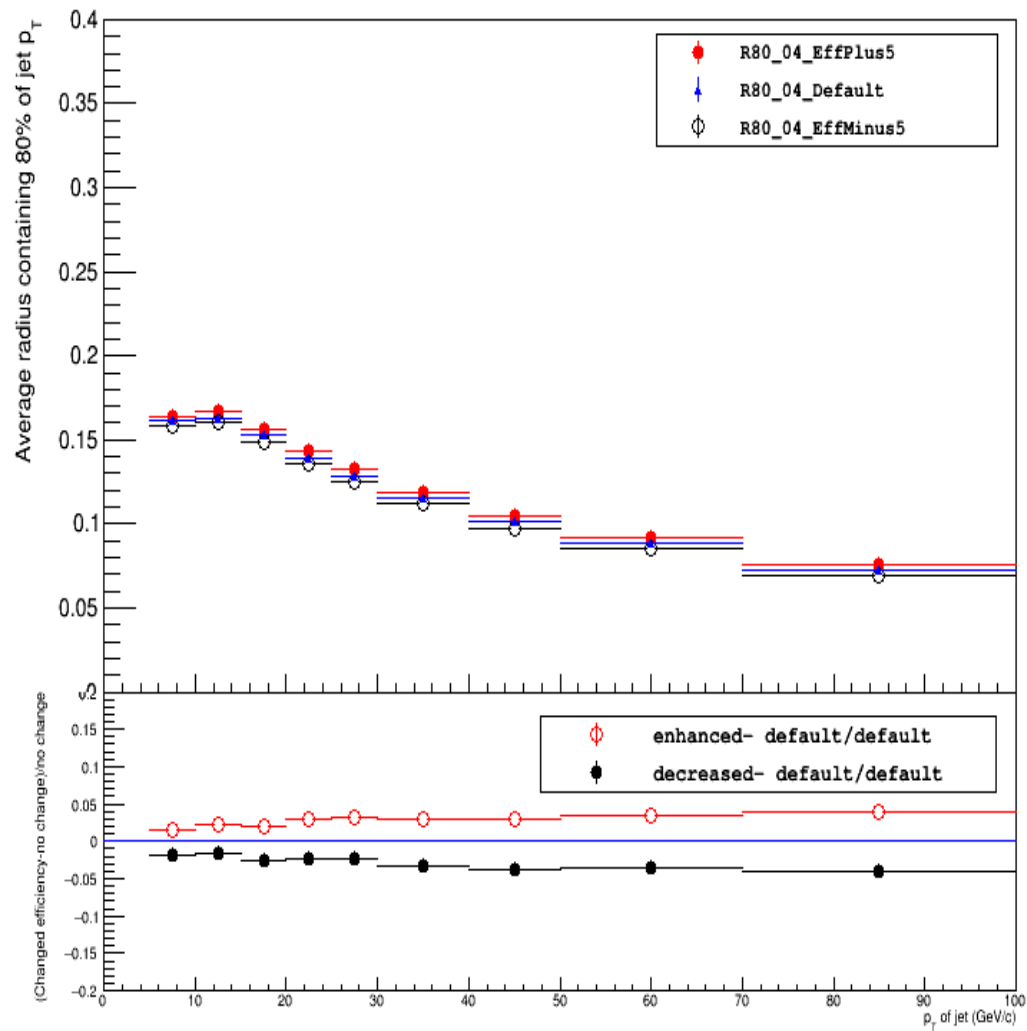 Average radius containing 80% of jet p_T
0.4
0.35
0.3
0.25
0.2
0.15
0.1
0.05
R80_04_EffPlus5
R80_04_Default
R80_04_EffMinus5
(Changed efficiency-no change)/no change
0.2
0.15
0.1
0.05
0
−0.05
−0.1
−0.15
−0.2
enhanced- default/default
decreased- default/default
0 10 20 30 40 50 60 70 80 90 100
p_T of jet (GeV/c)